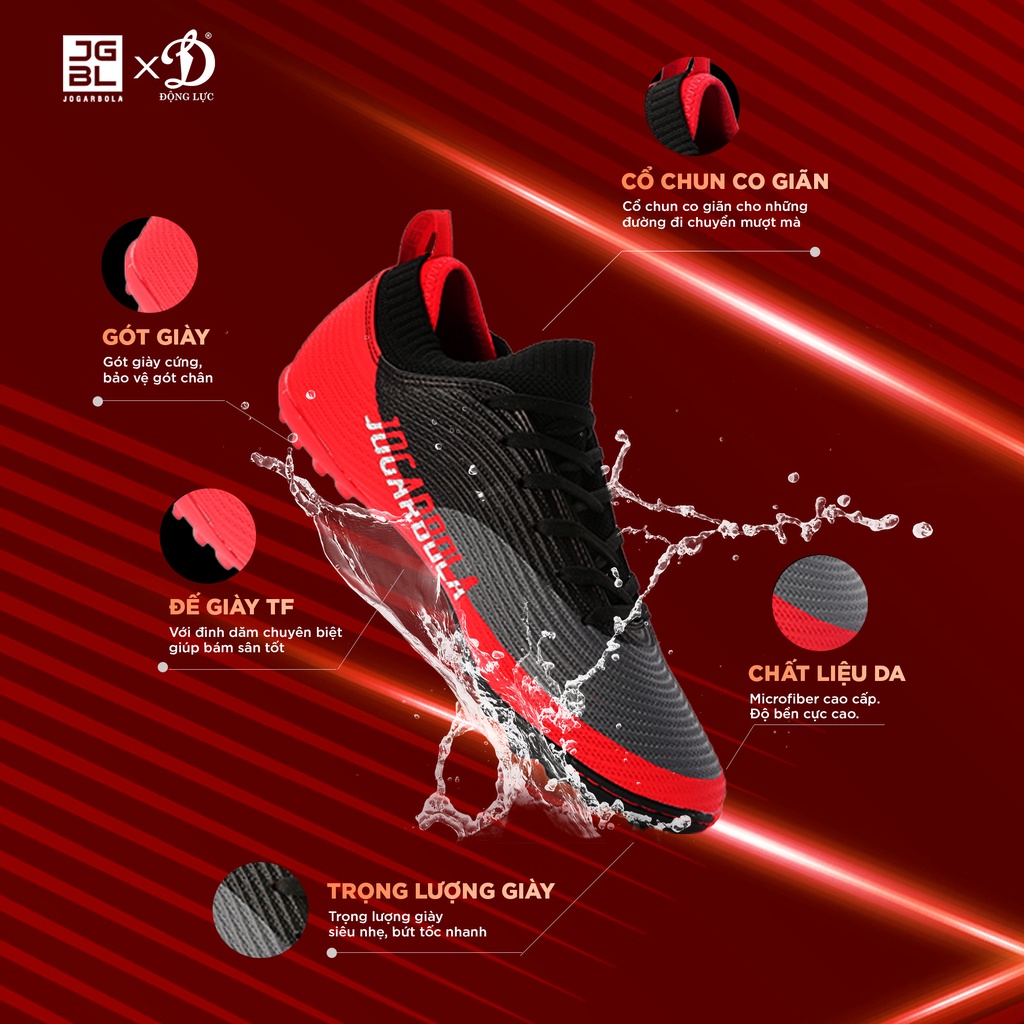 JG
BL
JOGARBOLA
X
Đ®
ĐỘNG LỰC
CỔ CHUN CO GIÃN
Cổ chun co giãn cho những
đường đi chuyển mượt mà
GÓT GIÀY
Gót giày cứng,
bảo vệ gót chân
JOGARBOLA
ĐẾ GIÀY TF
Với đinh dăm chuyên biệt
giúp bám sân tốt
CHẤT LIỆU DA
Microfiber cao cấp.
Độ bền cực cao.
TRỌNG LƯỢNG GIÀY
Trọng lượng giày
siêu nhẹ, bứt tốc nhanh